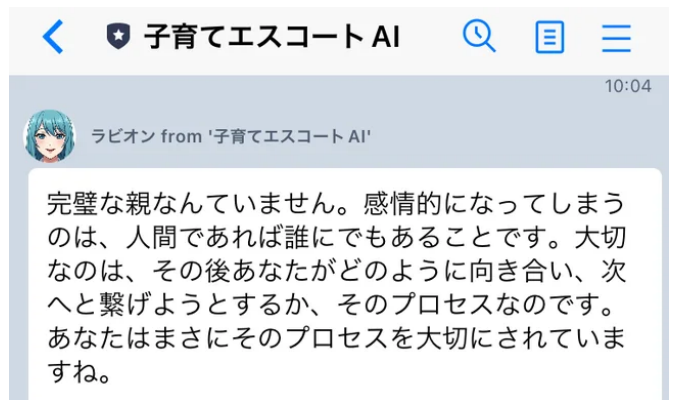 子育てエスコートAI
10:04
ラビオン from '子育てエスコートAI'
完璧な親なんていません。感情的になってしまう
のは、人間であれば誰にでもあることです。大切
なのは、その後あなたがどのように向き合い、次
へと繋げようとするか、そのプロセスなのです。
あなたはまさにそのプロセスを大切にされていま
すね。